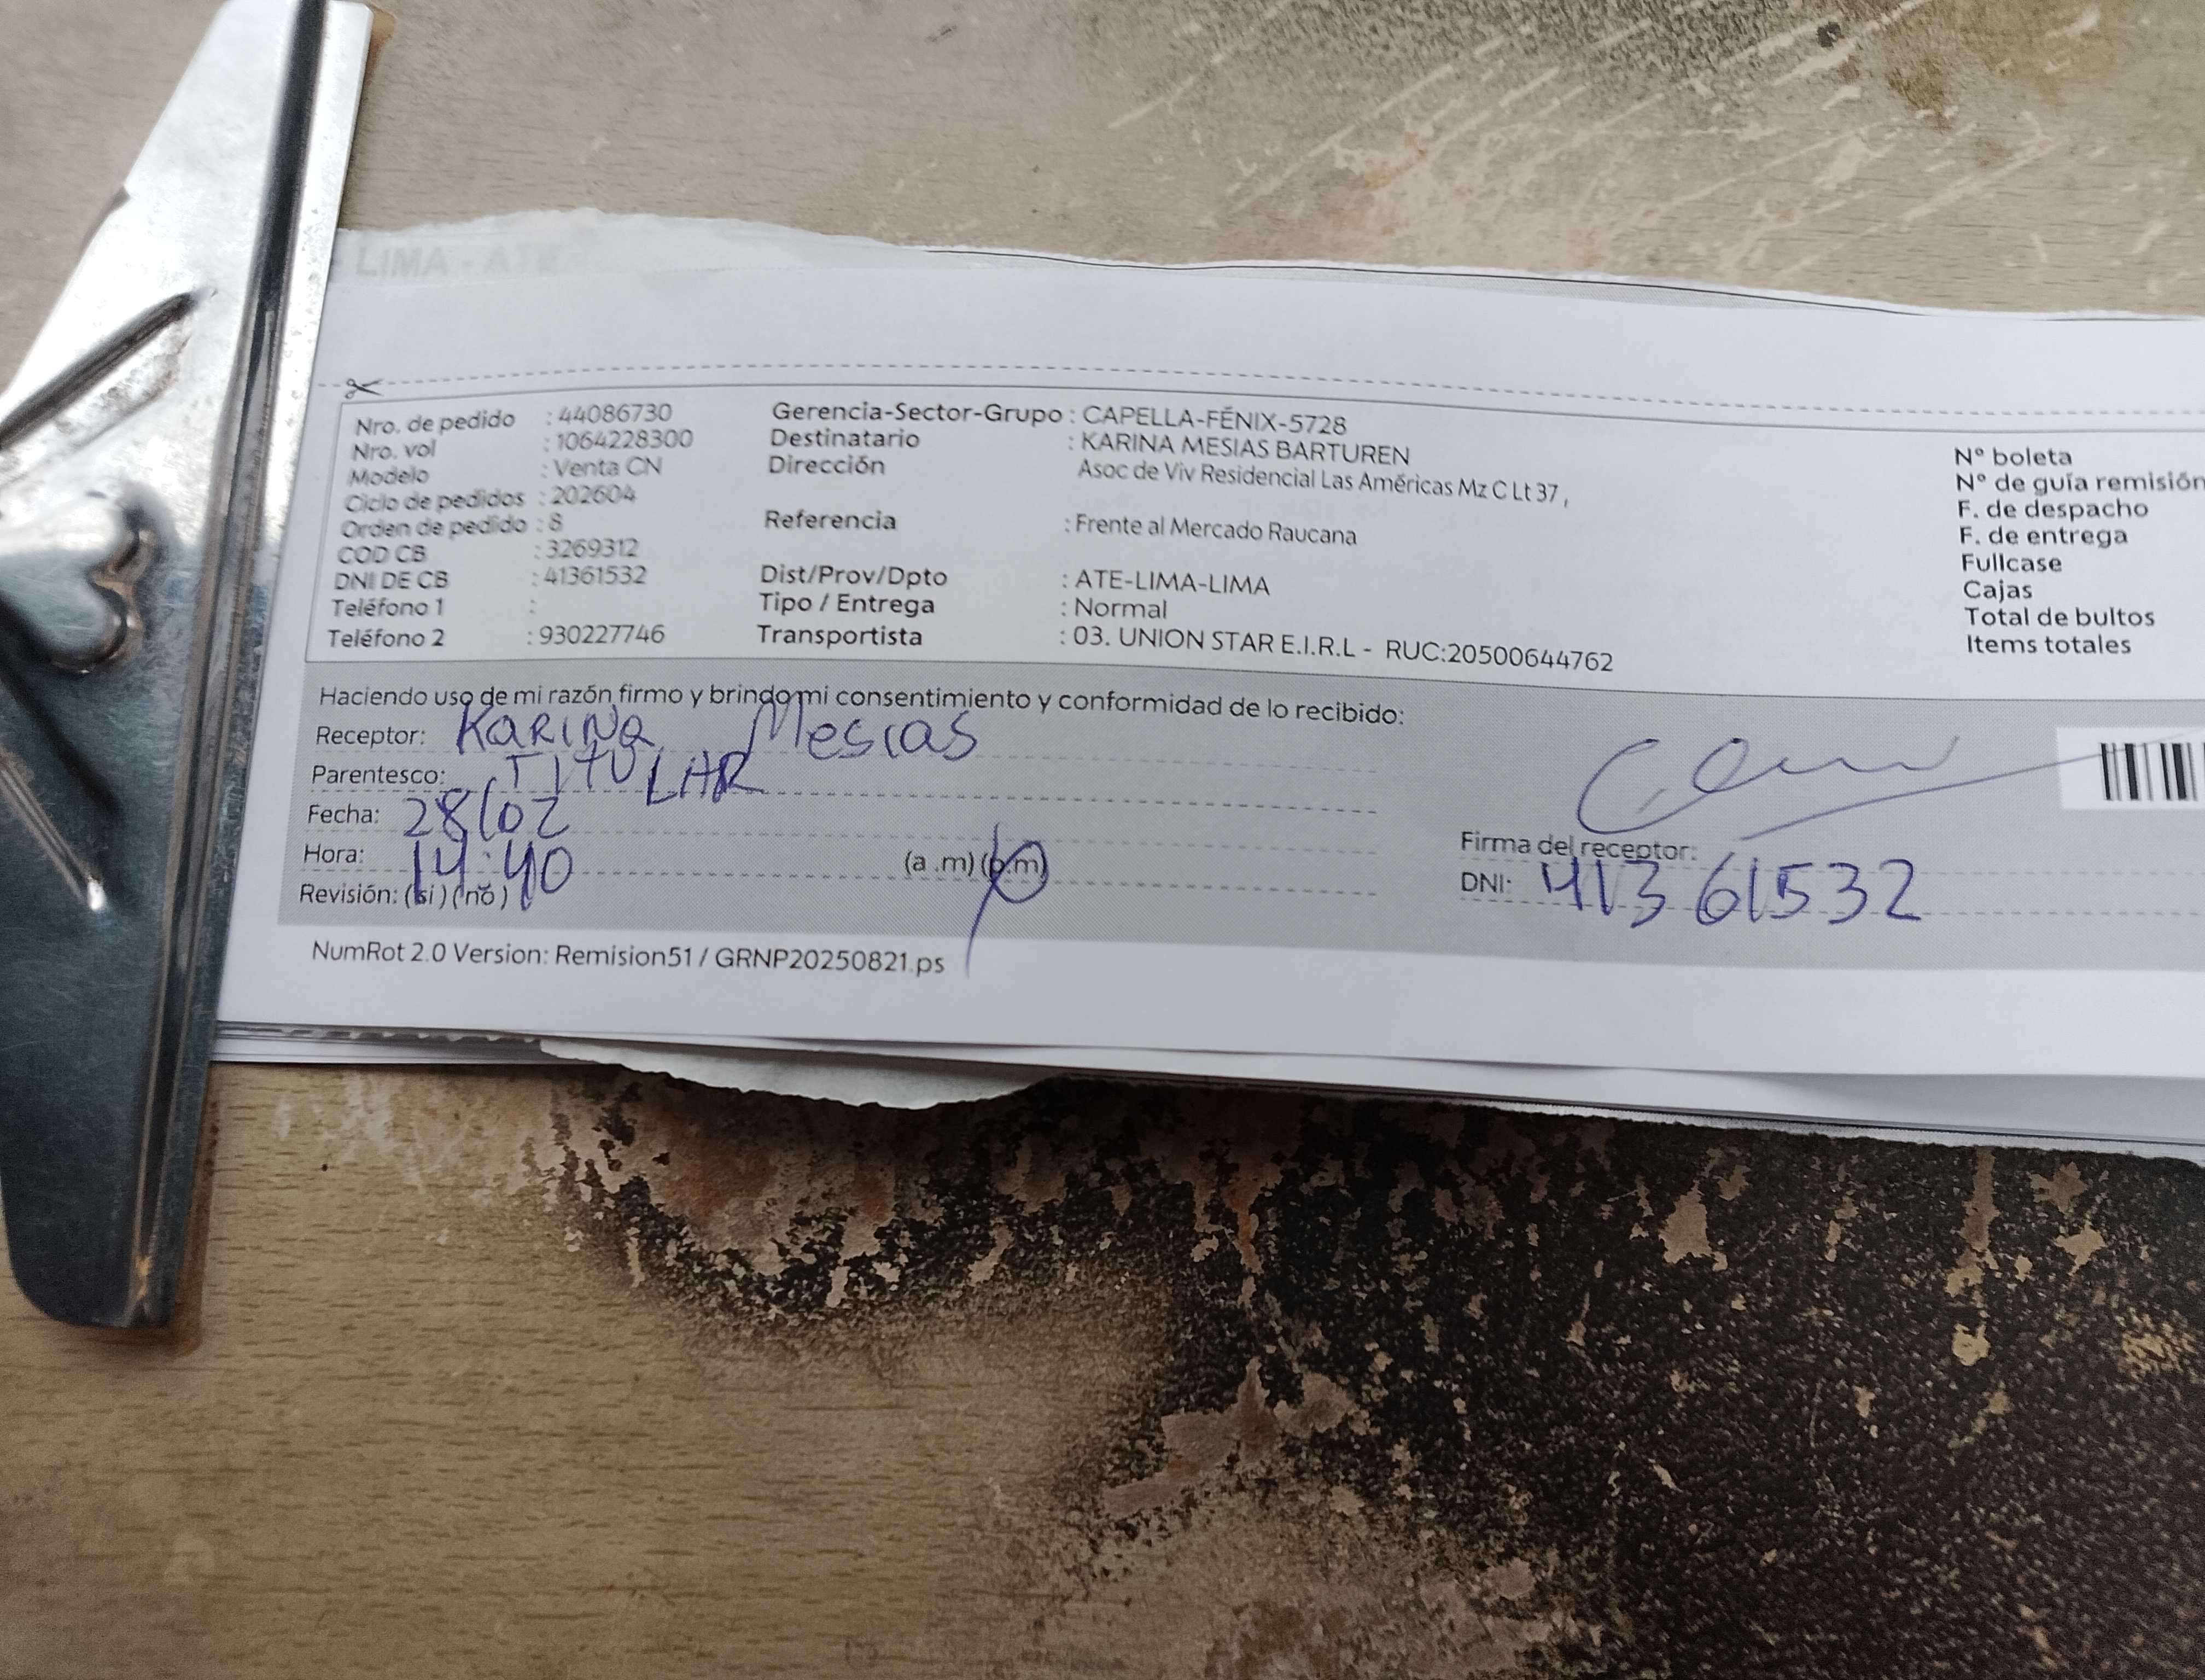 LIMA - ATE
Nro. de pedido : 44086730
Nro. vol : 1064228300
Modelo : Venta CN
Ciclo de pedidos : 202604
Orden de pedido : 8
COD CB : 3269312
DNI DE CB : 41361532
Teléfono 1 :
Teléfono 2 : 930227746
Gerencia-Sector-Grupo : CAPELLA-FÉNIX-5728
Destinatario : KARINA MESIAS BARTUREN
Dirección Asoc de Viv Residencial Las Américas Mz C Lt 37 ,
Referencia : Frente al Mercado Raucana
Dist/Prov/Dpto : ATE-LIMA-LIMA
Tipo / Entrega : Normal
Transportista : 03. UNION STAR E.I.R.L - RUC:20500644762
N° boleta
N° de guía remisión
F. de despacho
F. de entrega
Fullcase
Cajas
Total de bultos
Items totales
Haciendo uso de mi razón firmo y brindo mi consentimiento y conformidad de lo recibido:
Receptor: KARINA Mesias
Parentesco: TITULAR
Fecha: 28/02
Hora: 14:40 (a .m) (p.m)
Revisión: (si ) ( no )
Firma del receptor:
DNI: 41361532
NumRot 2.0 Version: Remision51 / GRNP20250821.ps